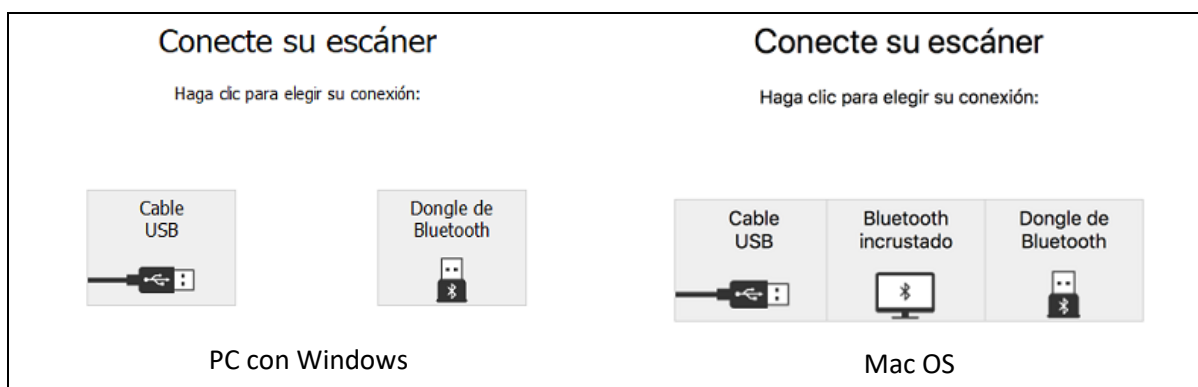 Conecte su escáner
Haga clic para elegir su conexión:
Cable
USB
Dongle de
Bluetooth
PC con Windows
Conecte su escáner
Haga clic para elegir su conexión:
Cable
USB
Bluetooth
incrustado
Dongle de
Bluetooth
Mac OS